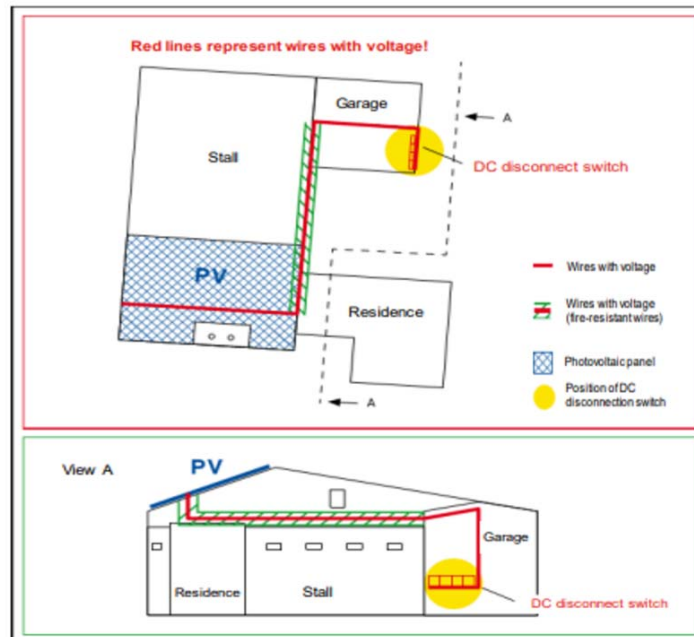 Red lines represent wires with voltage!
Garage
A
Stall
DC disconnect switch
PV
Wires with voltage
Residence
Wires with voltage
(fire-resistant wires)
Photovoltaic panel
Position of DC
disconnection switch
A
View A
PV
Garage
Residence
Stall
DC disconnect switch